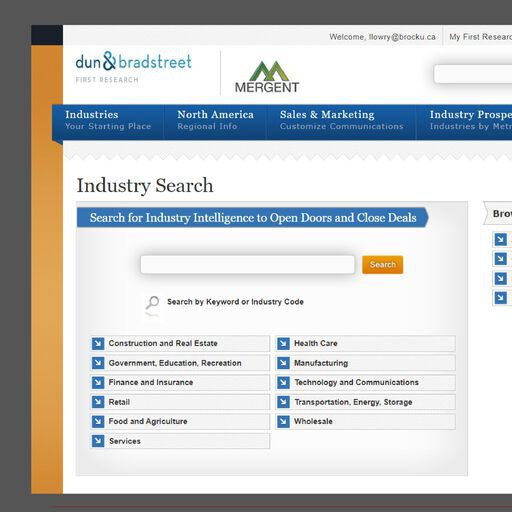 Welcome, llowry@brocku.ca My First Researc
dun&bradstreet
FIRST RESEARCH
MERGENT
Industries North America Sales & Marketing Industry Prospe
Your Starting Place Regional Info Customize Communications Industries by Metr
Industry Search
Search for Industry Intelligence to Open Doors and Close Deals
Bro
Search
Search by Keyword or Industry Code
Construction and Real Estate Health Care
Government, Education, Recreation Manufacturing
Finance and Insurance Technology and Communications
Retail Transportation, Energy, Storage
Food and Agriculture Wholesale
Services